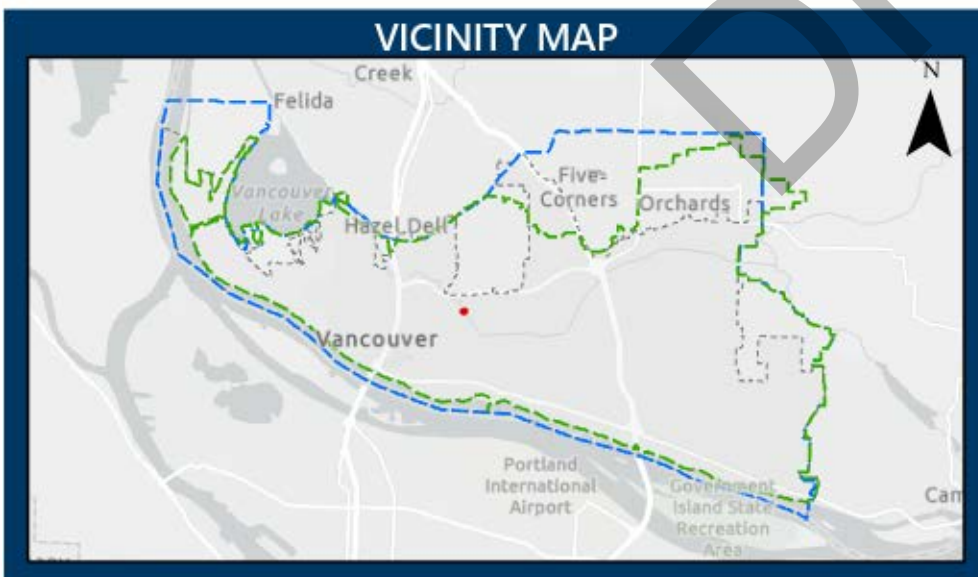 VICINITY MAP
Creek
N
Felida
Vancouver
Lake
Five
Corners
Orchards
Hazel Dell
Vancouver
Portland
International
Airport
Government
Island State
Recreation
Area